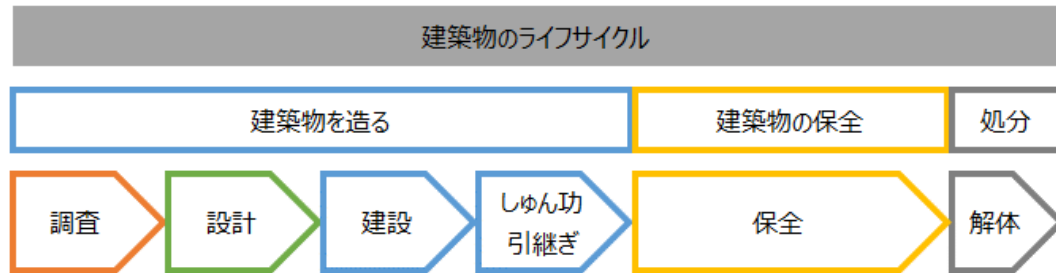 建築物のライフサイクル
建築物を造る
建築物の保全
処分
調査
設計
建設
しゅん功
引継ぎ
保全
解体